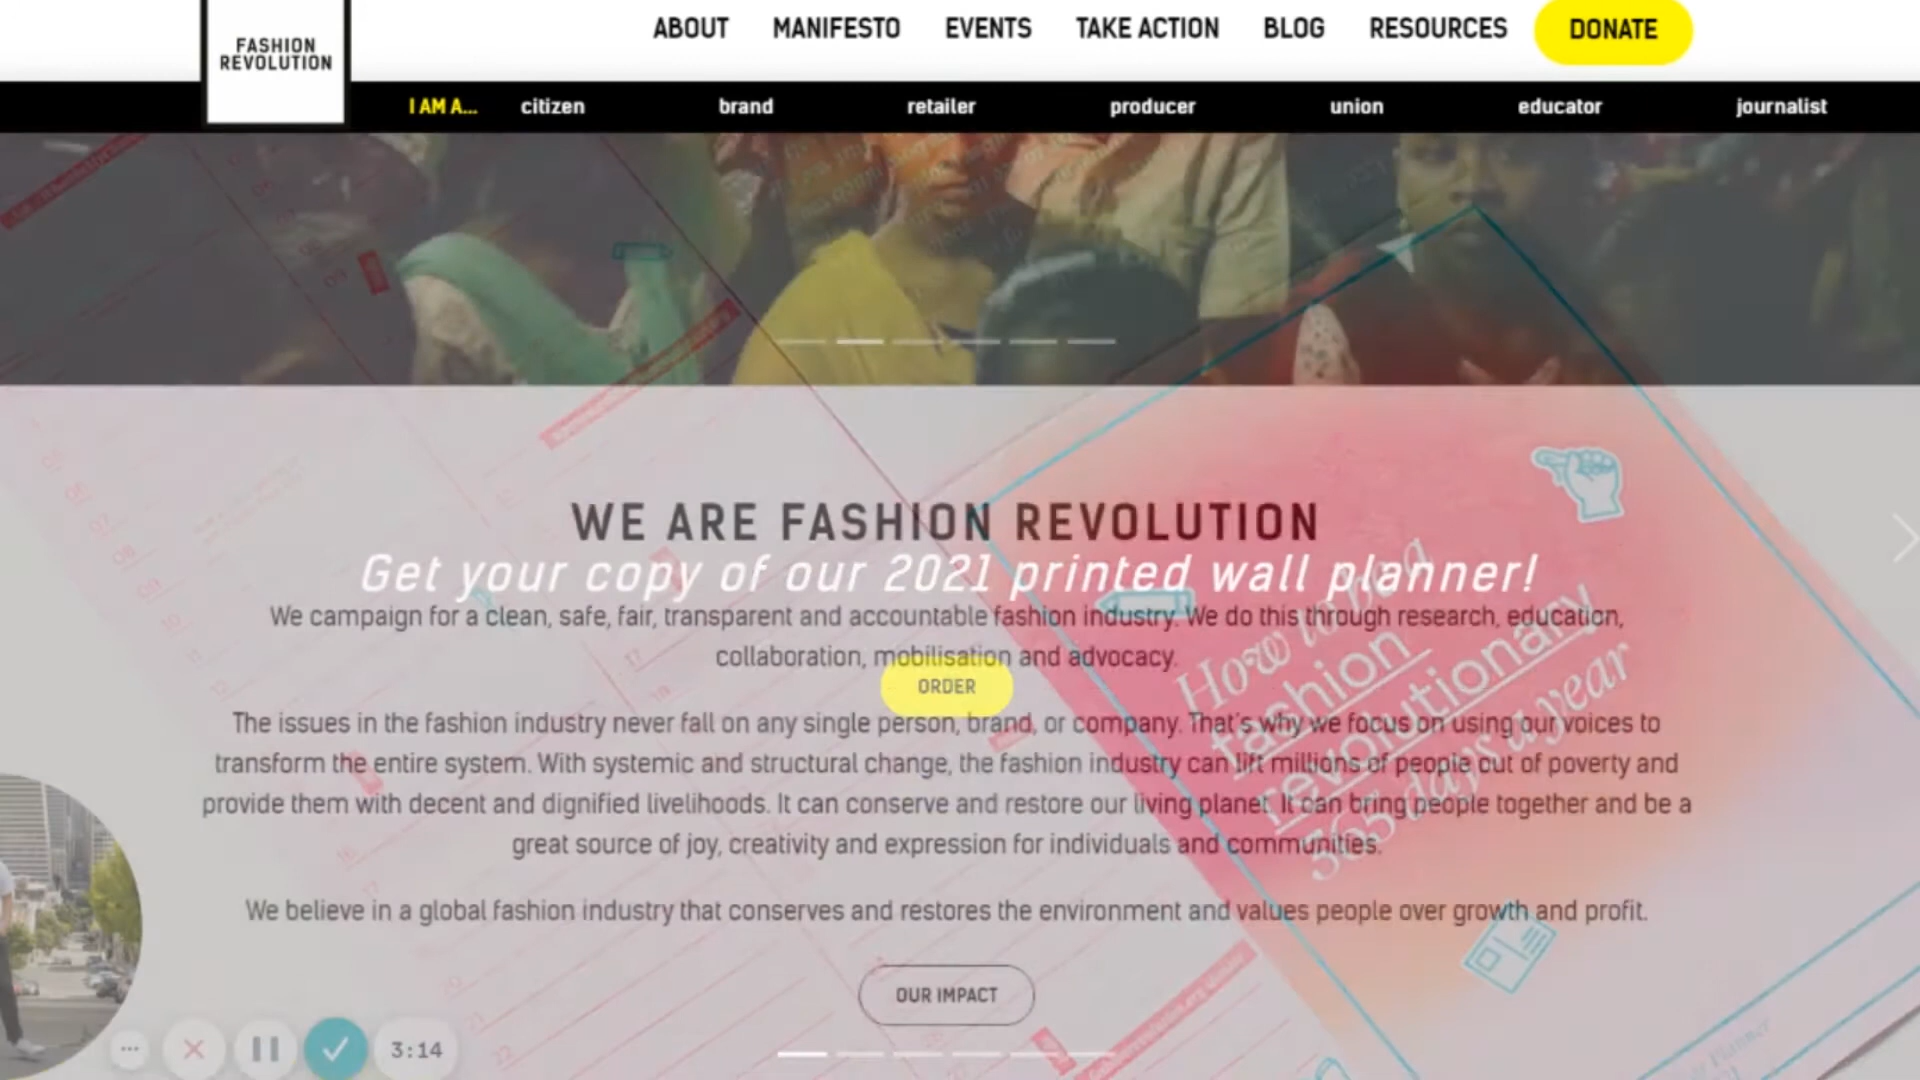 FASHION
REVOLUTION
ABOUT MANIFESTO EVENTS TAKE ACTION BLOG RESOURCES DONATE
I AM A... citizen brand retailer producer union educator journalist
WE ARE FASHION REVOLUTION
Get your copy of our 2021 printed wall planner!
We campaign for a clean, safe, fair, transparent and accountable fashion industry. We do this through research, education,
collaboration, mobilisation and advocacy.
ORDER
The issues in the fashion industry never fall on any single person, brand, or company. That's why we focus on using our voices to
transform the entire system. With systemic and structural change, the fashion industry can lift millions of people out of poverty and
provide them with decent and dignified livelihoods. It can conserve and restore our living planet. It can bring people together and be a
great source of joy, creativity and expression for individuals and communities.
How to be a
fashion
revolutionary
365 days a year
We believe in a global fashion industry that conserves and restores the environment and values people over growth and profit.
OUR IMPACT
3:14